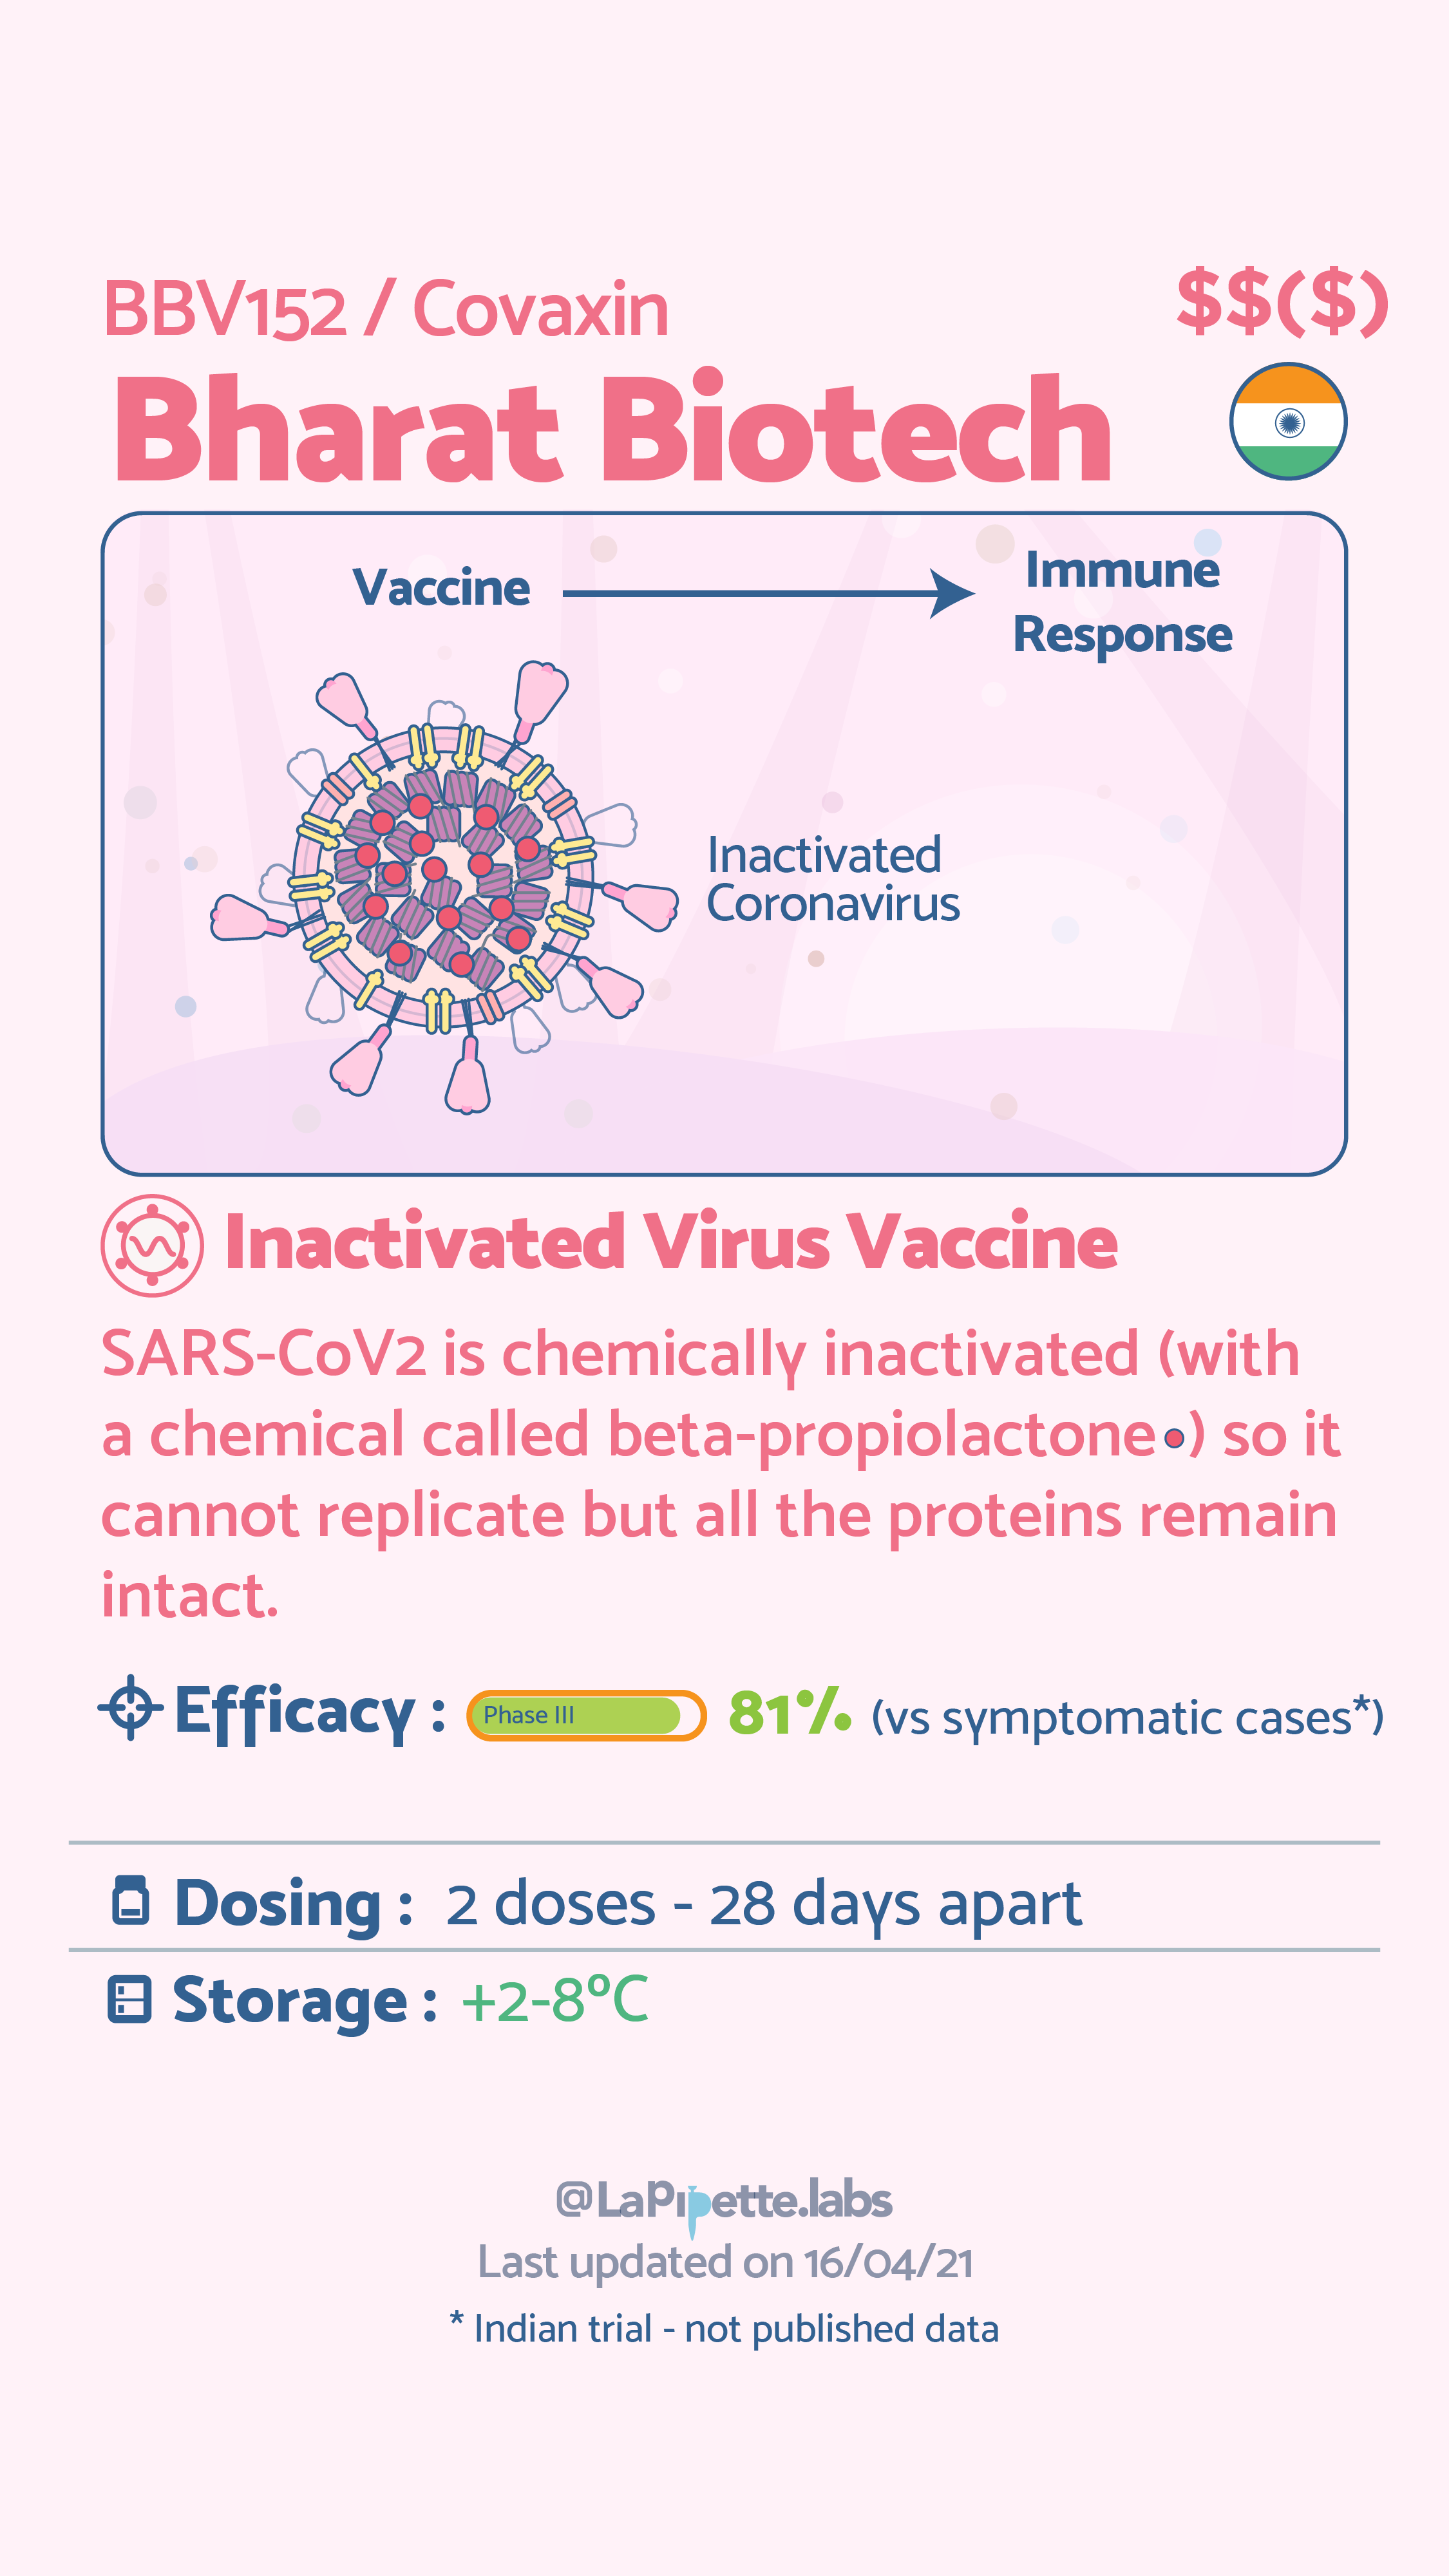 BBV152 / Covaxin
$$($)
Bharat Biotech
Vaccine
Immune
Response
Inactivated
Coronavirus
Inactivated Virus Vaccine
SARS-CoV2 is chemically inactivated (with
a chemical called beta-propiolactone ) so it
cannot replicate but all the proteins remain
intact.
Efficacy : Phase III 81% (vs symptomatic cases*)
Dosing : 2 doses - 28 days apart
Storage : +2-8ºC
@LaPipette.labs
Last updated on 16/04/21
* Indian trial - not published data